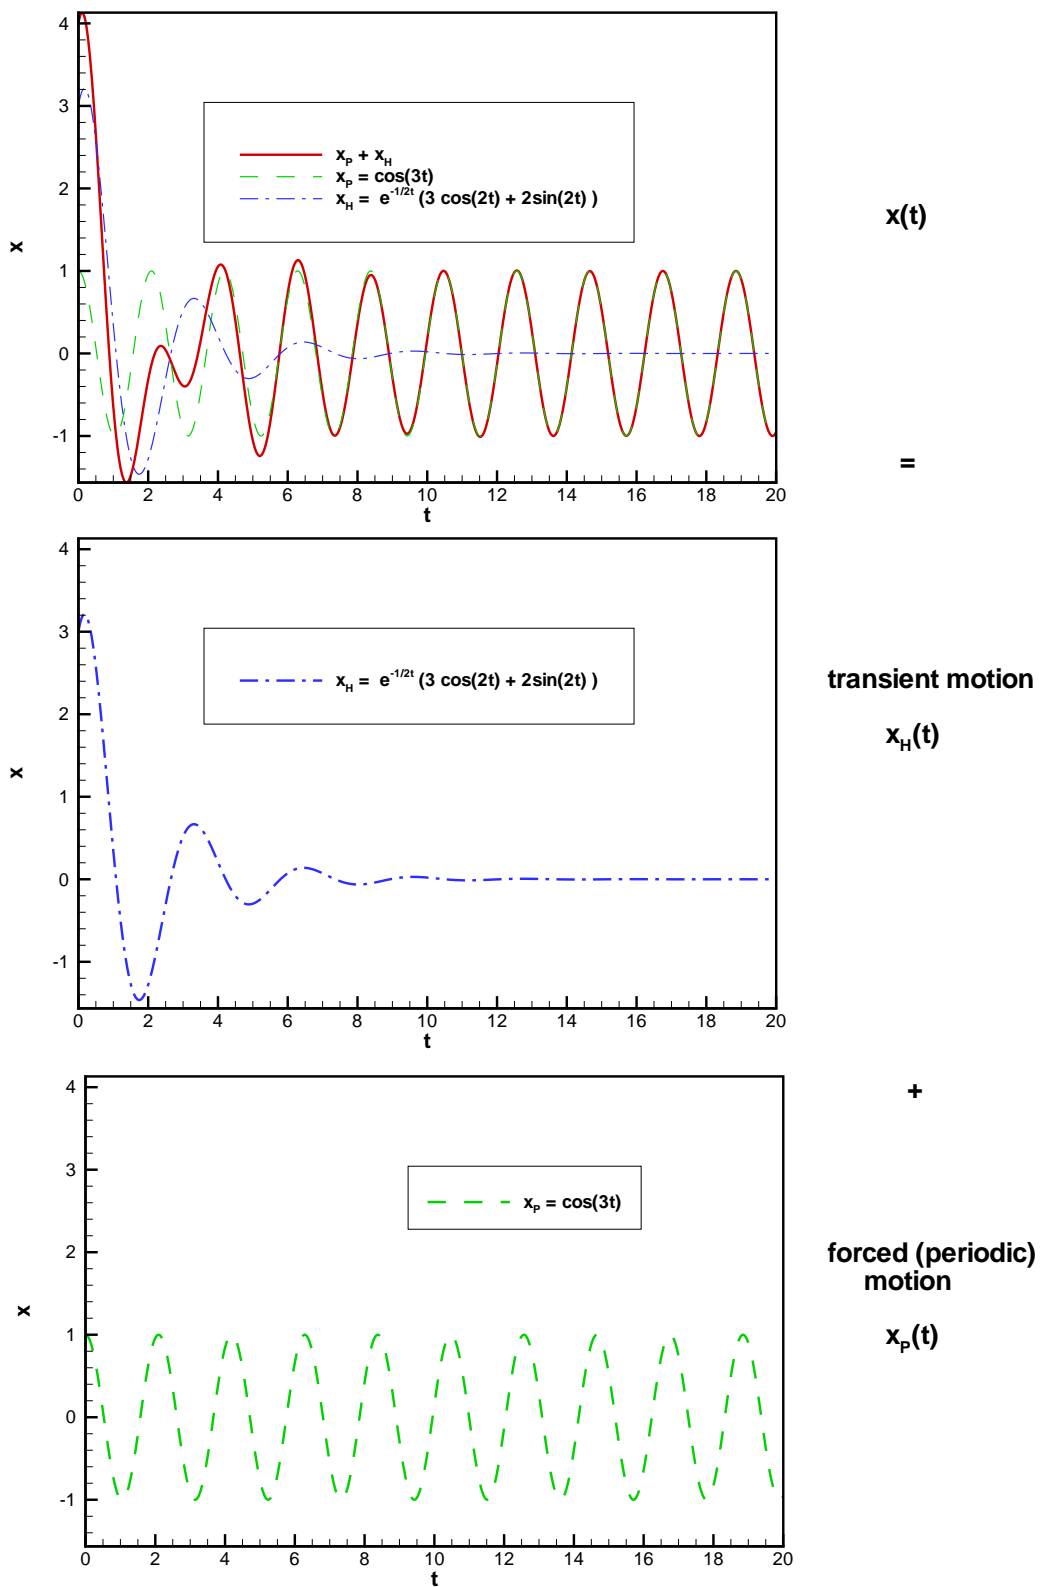 4
3
2
1
0
-1
x
x_P + x_H
x_P = cos(3t)
x_H = e^{-1/2t} (3 cos(2t) + 2sin(2t) )
0 2 4 6 8 10 12 14 16 18 20
t
x(t)
=
4
3
2
1
0
-1
x
x_H = e^{-1/2t} (3 cos(2t) + 2sin(2t) )
0 2 4 6 8 10 12 14 16 18 20
t
transient motion
x_H(t)
+
4
3
2
1
0
-1
x
x_P = cos(3t)
0 2 4 6 8 10 12 14 16 18 20
t
forced (periodic)
motion
x_P(t)